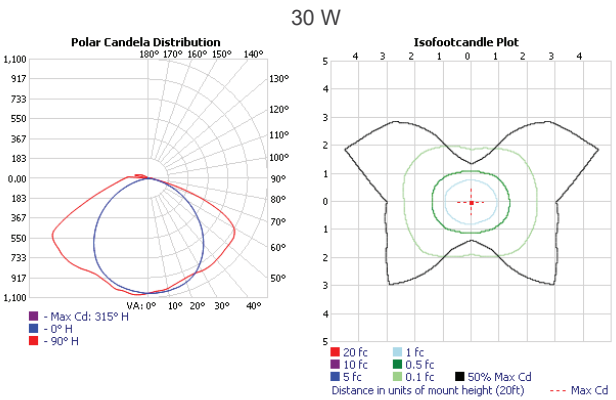 30 W
Polar Candela Distribution
180° 170° 160° 150° 140°
1,100
917
733
550
367
183
0.00
183
367
550
733
917
1,100
130°
120°
110°
100°
90°
80°
70°
60°
50°
VA: 0° 10° 20° 30° 40°
- Max Cd: 315° H
- 0° H
- 90° H
Isofootcandle Plot
4 3 2 1 0 1 2 3 4
5
4
3
2
1
0
1
2
3
4
5
20 fc
10 fc
5 fc
1 fc
0.5 fc
0.1 fc
50% Max Cd
Distance in units of mount height (20ft)
Max Cd